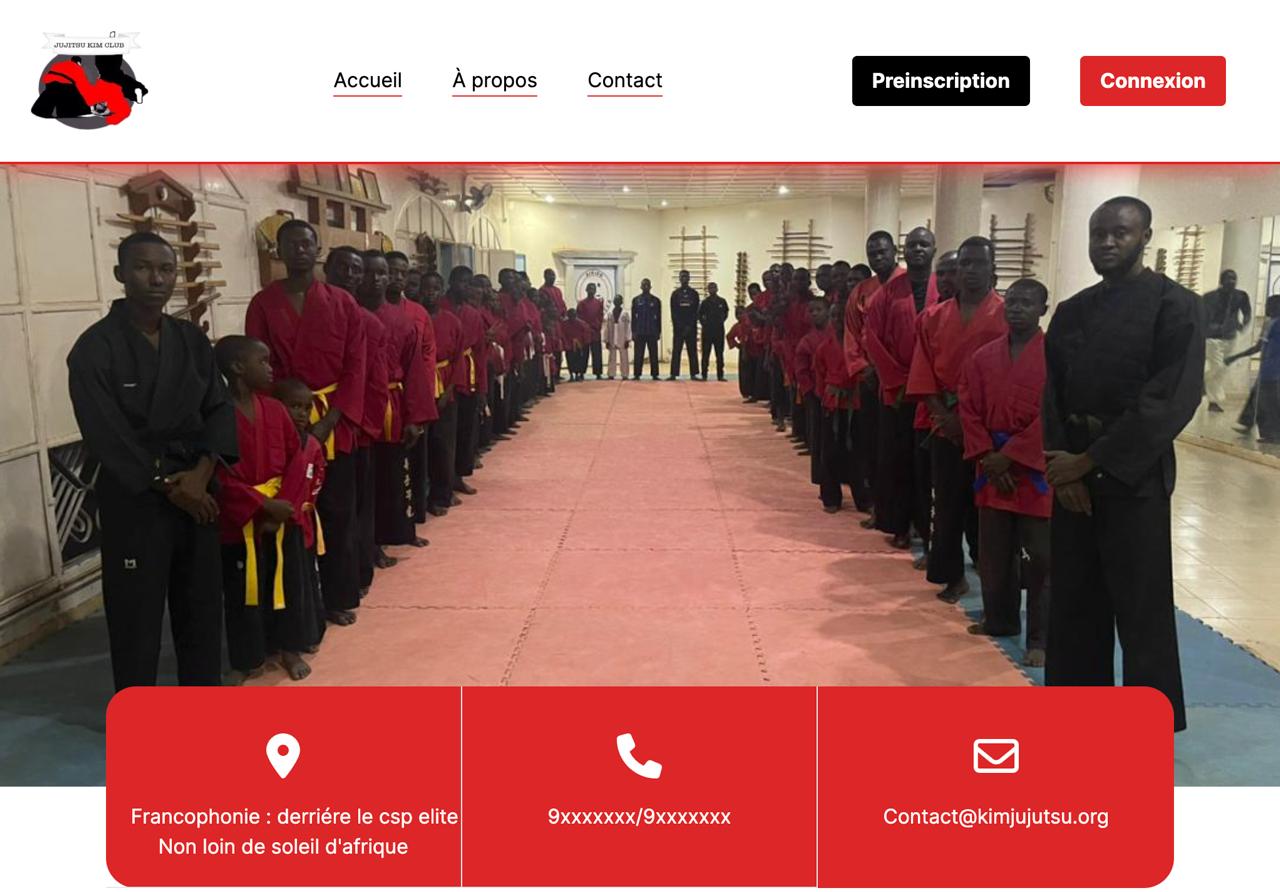 JUJITSU KIM CLUB
Accueil
À propos
Contact
Preinscription
Connexion
Francophonie : derriére le csp elite
Non loin de soleil d'afrique
9xxxxxxx/9xxxxxxx
Contact@kimjujutsu.org